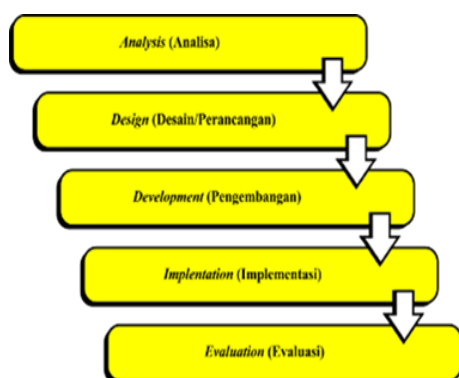 Analysis (Analisa)
Design (Desain/Perancangan)
Development (Pengembangan)
Implentation (Implementasi)
Evaluation (Evaluasi)